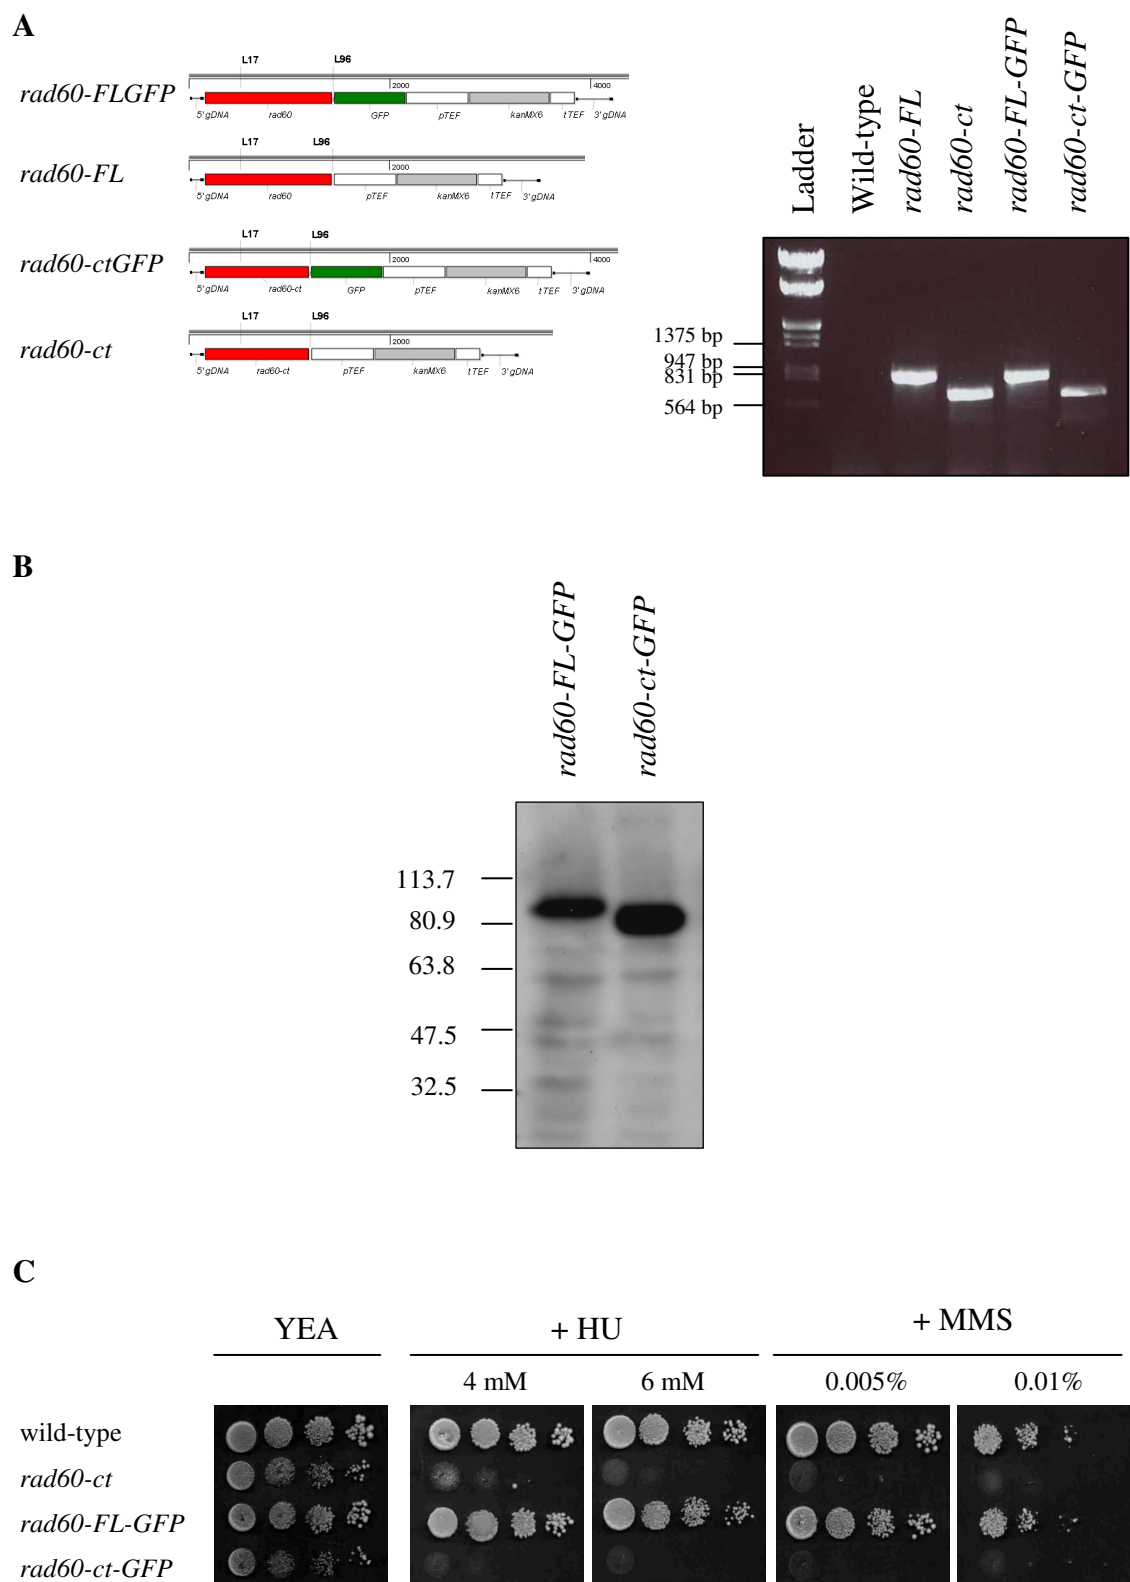 A
L17 L96
rad60-FLGFP
2000 4000
5' gDNA rad60 GFP pTEF kanMX6 tTEF 3' gDNA
L17 L96
rad60-FL
2000
5' gDNA rad60 pTEF kanMX6 tTEF 3' gDNA
L17 L96
rad60-ctGFP
2000 4000
5' gDNA rad60-ct GFP pTEF kanMX6 tTEF 3' gDNA
L17 L96
rad60-ct
2000
5' gDNA rad60-ct pTEF kanMX6 tTEF 3' gDNA
Ladder
Wild-type
rad60-FL
rad60-ct
rad60-FL-GFP
rad60-ct-GFP
1375 bp
947 bp
831 bp
564 bp
B
rad60-FL-GFP
rad60-ct-GFP
113.7
80.9
63.8
47.5
32.5
C
YEA + HU + MMS
4 mM 6 mM 0.005% 0.01%
wild-type
rad60-ct
rad60-FL-GFP
rad60-ct-GFP